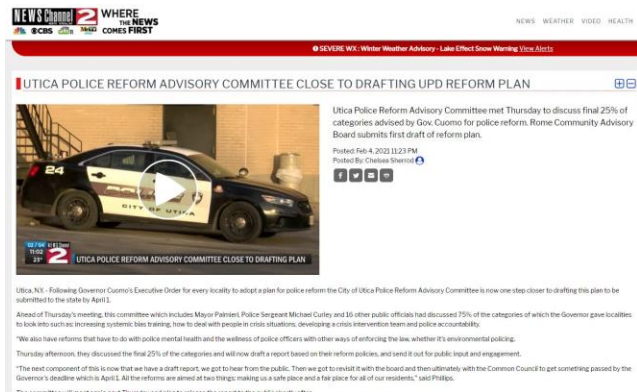 NEWS Channel 2
WHERE
THE NEWS
COMES FIRST
CBS
NEWS WEATHER VIDEO HEALTH
SEVERE WX : Winter Weather Advisory - Lake Effect Snow Warning View Alerts
UTICA POLICE REFORM ADVISORY COMMITTEE CLOSE TO DRAFTING UPD REFORM PLAN
Utica Police Reform Advisory Committee met Thursday to discuss final 25% of
categories advised by Gov. Cuomo for police reform. Rome Community Advisory
Board submits first draft of reform plan.
Posted: Feb 4, 2021 11:23 PM
Posted By: Chelsea Sherrod
24
POLICE
CITY OF UTICA
02 / 04
11:02
23°
2
UTICA POLICE REFORM ADVISORY COMMITTEE CLOSE TO DRAFTING PLAN
Utica, N.Y. - Following Governor Cuomo's Executive Order for every locality to adopt a plan for police reform the City of Utica Police Reform Advisory Committee is now one step closer to drafting this plan to be
submitted to the state by April 1.
Ahead of Thursday's meeting, this committee which includes Mayor Palmieri, Police Sergeant Michael Curley and 16 other public officials had discussed 75% of the categories of which the Governor gave localities
to look into such as; increasing systemic bias training, how to deal with people in crisis situations, developing a crisis intervention team and police accountability.
"We also have reforms that have to do with police mental health and the wellness of police officers with other ways of enforcing the law, whether it's environmental policing.
Thursday afternoon, they discussed the final 25% of the categories and will now draft a report based on their reform policies, and send it out for public input and engagement.
"The next component of this is now that we have a draft report, we got to hear from the public. Then we got to revisit it with the board and then ultimately with the Common Council to get something passed by the
Governor's deadline which is April 1. All the reforms are aimed at two things; making us a safe place and a fair place for all of our residents," said Phillips.